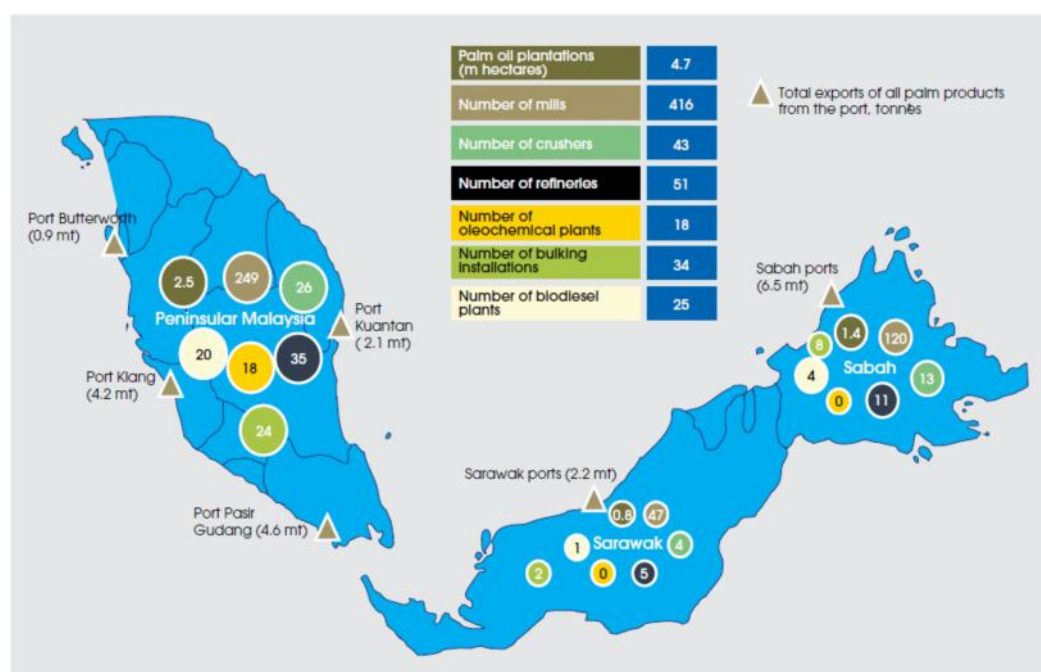 Palm oil plantations
(m hectares)
4.7
Number of mills
416
Number of crushers
43
Number of refineries
51
Number of
oleochemical plants
18
Number of bulking
installations
34
Number of biodiesel
plants
25
Total exports of all palm products
from the port, tonnes
Port Butterworth
(0.9 mt)
2.5
249
26
Peninsular Malaysia
Port
Kuantan
( 2.1 mt)
20
18
35
Port Klang
(4.2 mt)
24
Port Pasir
Gudang (4.6 mt)
Sabah ports
(6.5 mt)
8
1.4
120
Sabah
4
13
0
11
Sarawak ports (2.2 mt)
0.8
47
1
Sarawak
4
2
0
5